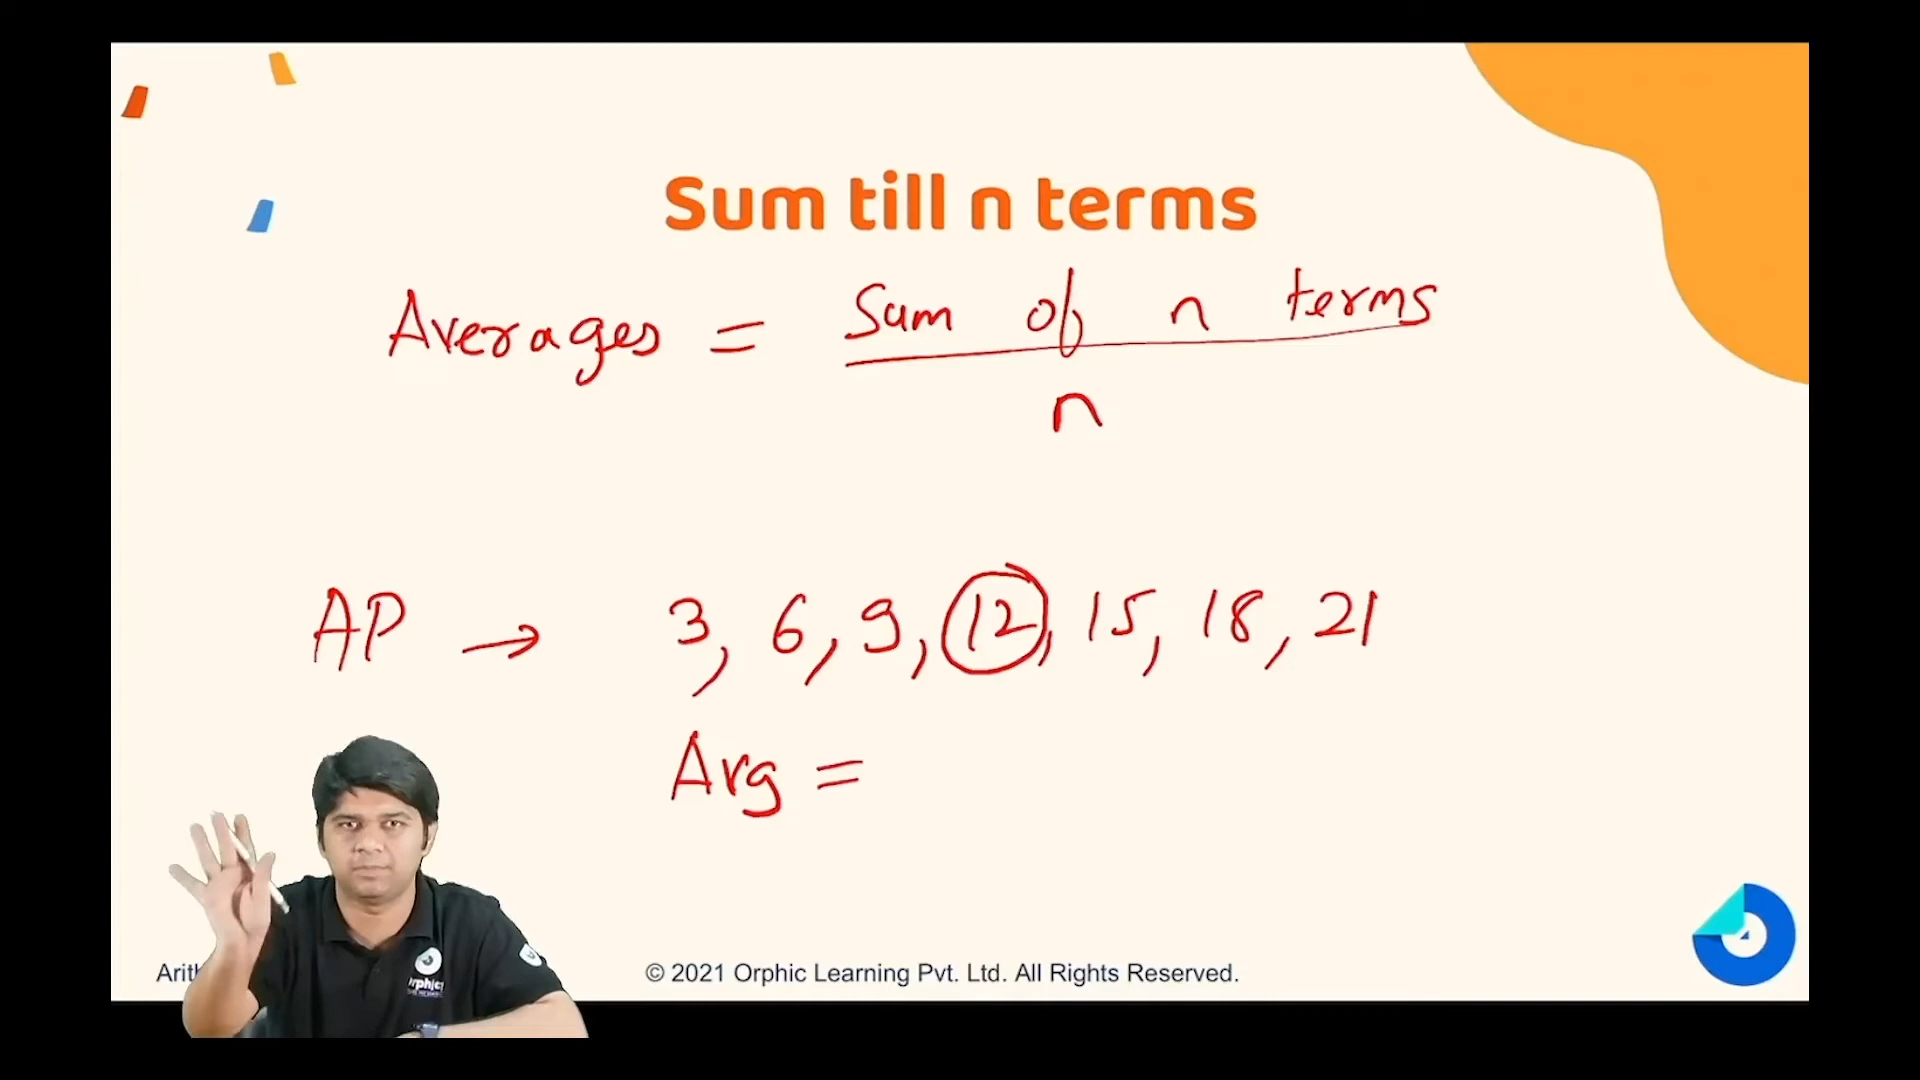 Sum till n terms
Averages = Sum of n terms
n
AP → 3, 6, 9, 12, 15, 18, 21
Avg =
© 2021 Orphic Learning Pvt. Ltd. All Rights Reserved.